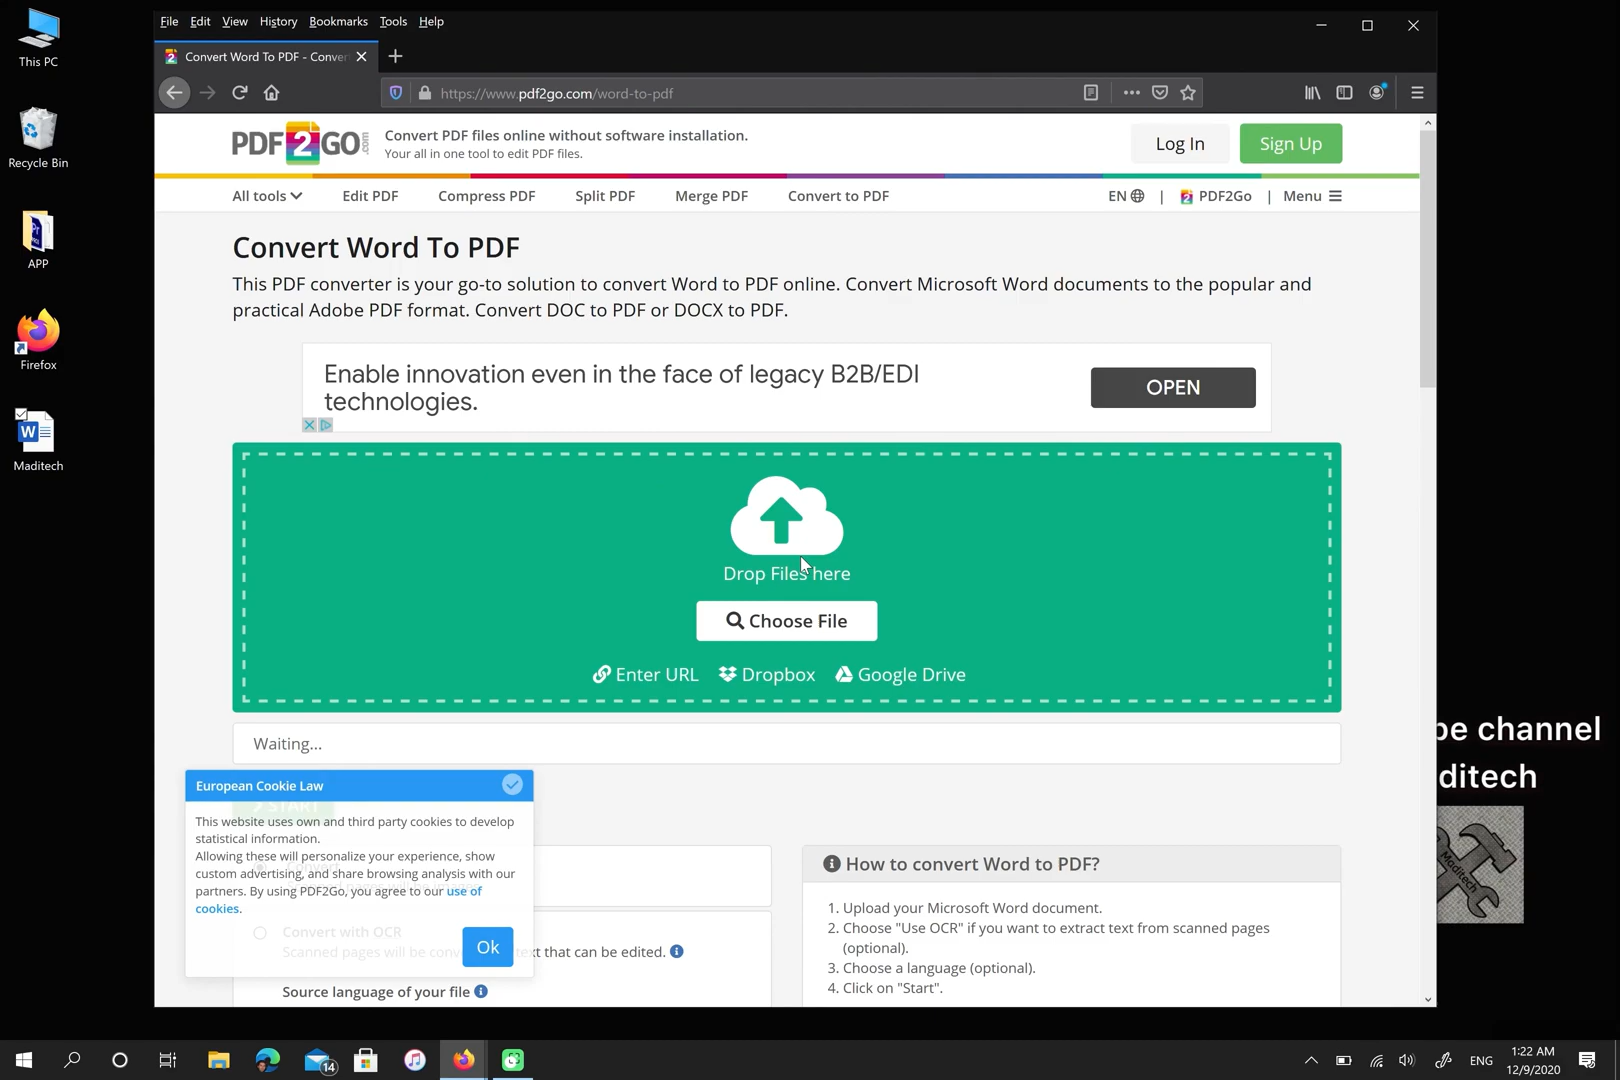 This PC
Recycle Bin
APP
Firefox
Maditech
File Edit View History Bookmarks Tools Help
Convert Word To PDF - Conver
https://www.pdf2go.com/word-to-pdf
PDF2GO.com
Convert PDF files online without software installation.
Your all in one tool to edit PDF files.
Log In
Sign Up
All tools
Edit PDF
Compress PDF
Split PDF
Merge PDF
Convert to PDF
EN | PDF2Go | Menu
Convert Word To PDF
This PDF converter is your go-to solution to convert Word to PDF online. Convert Microsoft Word documents to the popular and
practical Adobe PDF format. Convert DOC to PDF or DOCX to PDF.
Enable innovation even in the face of legacy B2B/EDI
technologies.
OPEN
Drop Files here
Choose File
Enter URL
Dropbox
Google Drive
Waiting...
START
European Cookie Law
This website uses own and third party cookies to develop
statistical information.
Allowing these will personalize your experience, show
custom advertising, and share browsing analysis with our
partners. By using PDF2Go, you agree to our use of
cookies.
Ok
Convert with OCR
Scanned pages will be conv
xt that can be edited.
Source language of your file
How to convert Word to PDF?
1. Upload your Microsoft Word document.
2. Choose "Use OCR" if you want to extract text from scanned pages
(optional).
3. Choose a language (optional).
4. Click on "Start".
be channel
ditech
Maditech
14
ENG
1:22 AM
12/9/2020